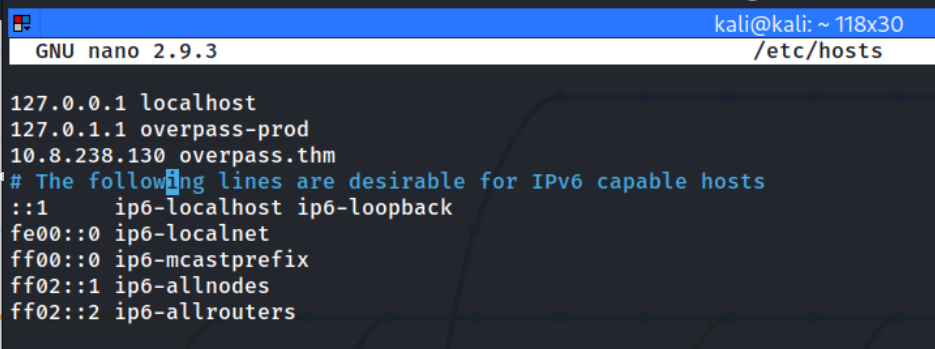 kali@kali: ~ 118x30
GNU nano 2.9.3 /etc/hosts
127.0.0.1 localhost
127.0.1.1 overpass-prod
10.8.238.130 overpass.thm
# The following lines are desirable for IPv6 capable hosts
::1     ip6-localhost ip6-loopback
fe00::0 ip6-localnet
ff00::0 ip6-mcastprefix
ff02::1 ip6-allnodes
ff02::2 ip6-allrouters